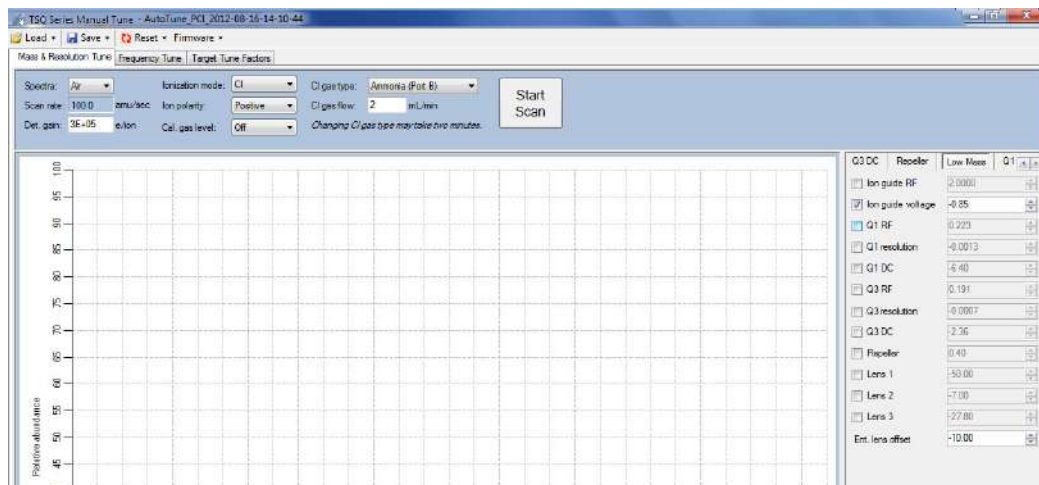 TSQ Series Manual Tune - AutoTune_PCI_2012-08-16-14-10-44
Load Save Reset Firmware
Mass & Resolution Tune Frequency Tune Target Tune Factors
Spectra: Air Ionization mode: CI CI gas type: Ammonia (Port B) Start Scan
Scan rate: 100.0 amu/sec Ion polarity: Positive CI gas flow: 2 mL/min
Det. gain: 3E+05 e/ion Cal. gas level: Off Changing CI gas type may take two minutes.
Q3 DC Repeller Low Mass Q1
Ion guide RF 2.0000
Ion guide voltage -0.85
Q1 RF 0.223
Q1 resolution -0.0013
Q1 DC -6.40
Q3 RF 0.191
Q3 resolution -0.0007
Q3 DC -2.36
Repeller 0.40
Lens 1 -50.00
Lens 2 -7.00
Lens 3 -27.80
Ent. lens offset -10.00
100
95
90
85
80
75
70
65
60
55
50
45
Relative abundance